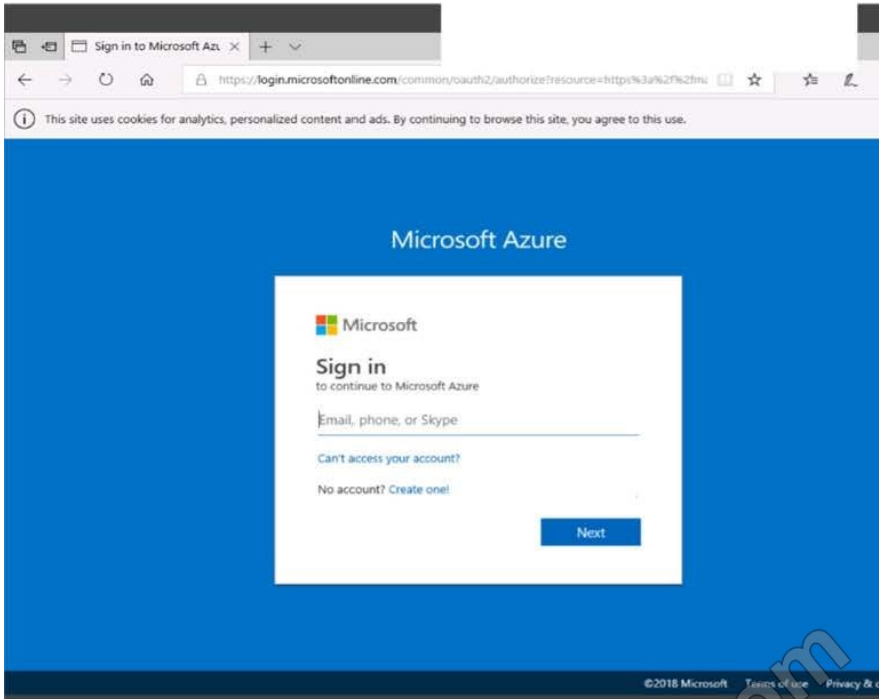 Sign in to Microsoft Azu
https://login.microsoftonline.com/common/oauth2/authorize?resource=https%3a%2f%2fma
This site uses cookies for analytics, personalized content and ads. By continuing to browse this site, you agree to this use.
Microsoft Azure
Microsoft
Sign in
to continue to Microsoft Azure
Email, phone, or Skype
Can't access your account?
No account? Create one!
Next
©2018 Microsoft Terms of use Privacy & c
om